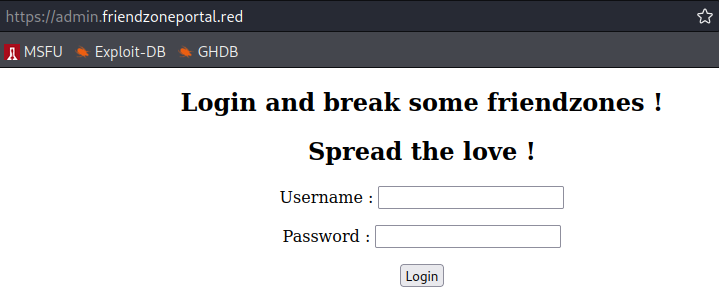 https://admin.friendzoneportal.red
MSFU Exploit-DB GHDB
Login and break some friendzones !
Spread the love !
Username :
Password :
Login